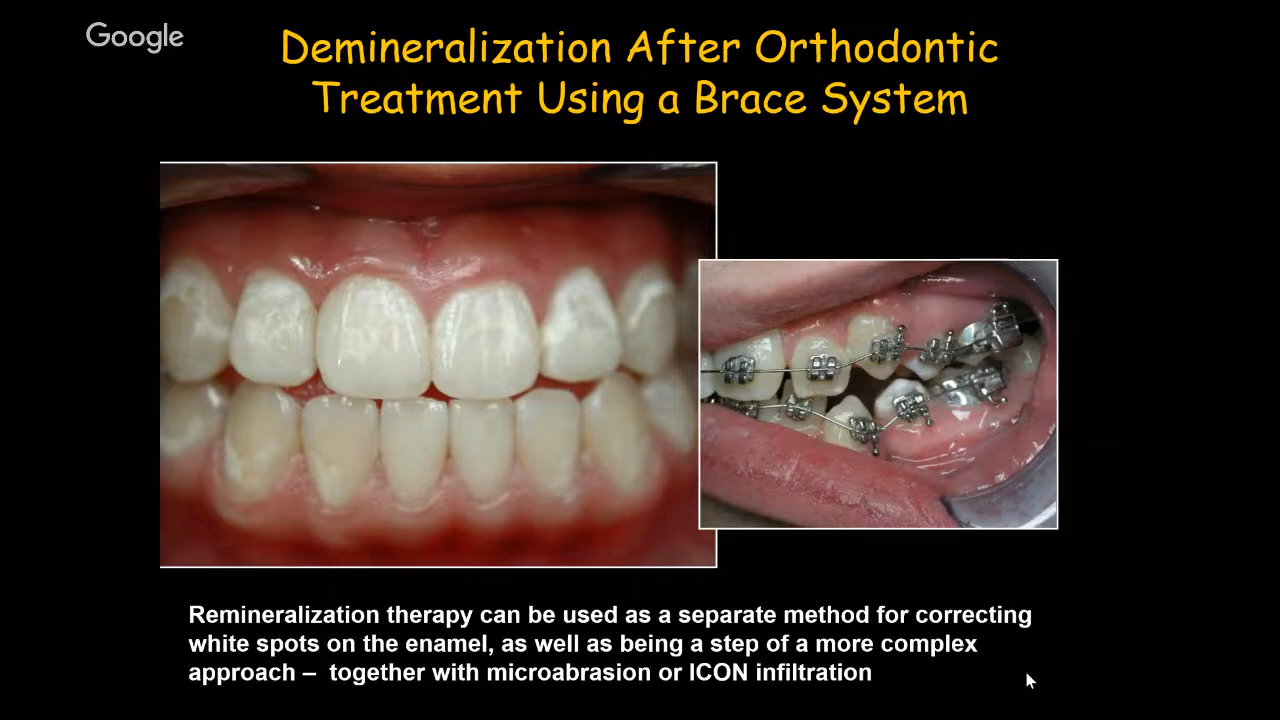 Google
Demineralization After Orthodontic
Treatment Using a Brace System
Remineralization therapy can be used as a separate method for correcting
white spots on the enamel, as well as being a step of a more complex
approach – together with microabrasion or ICON infiltration